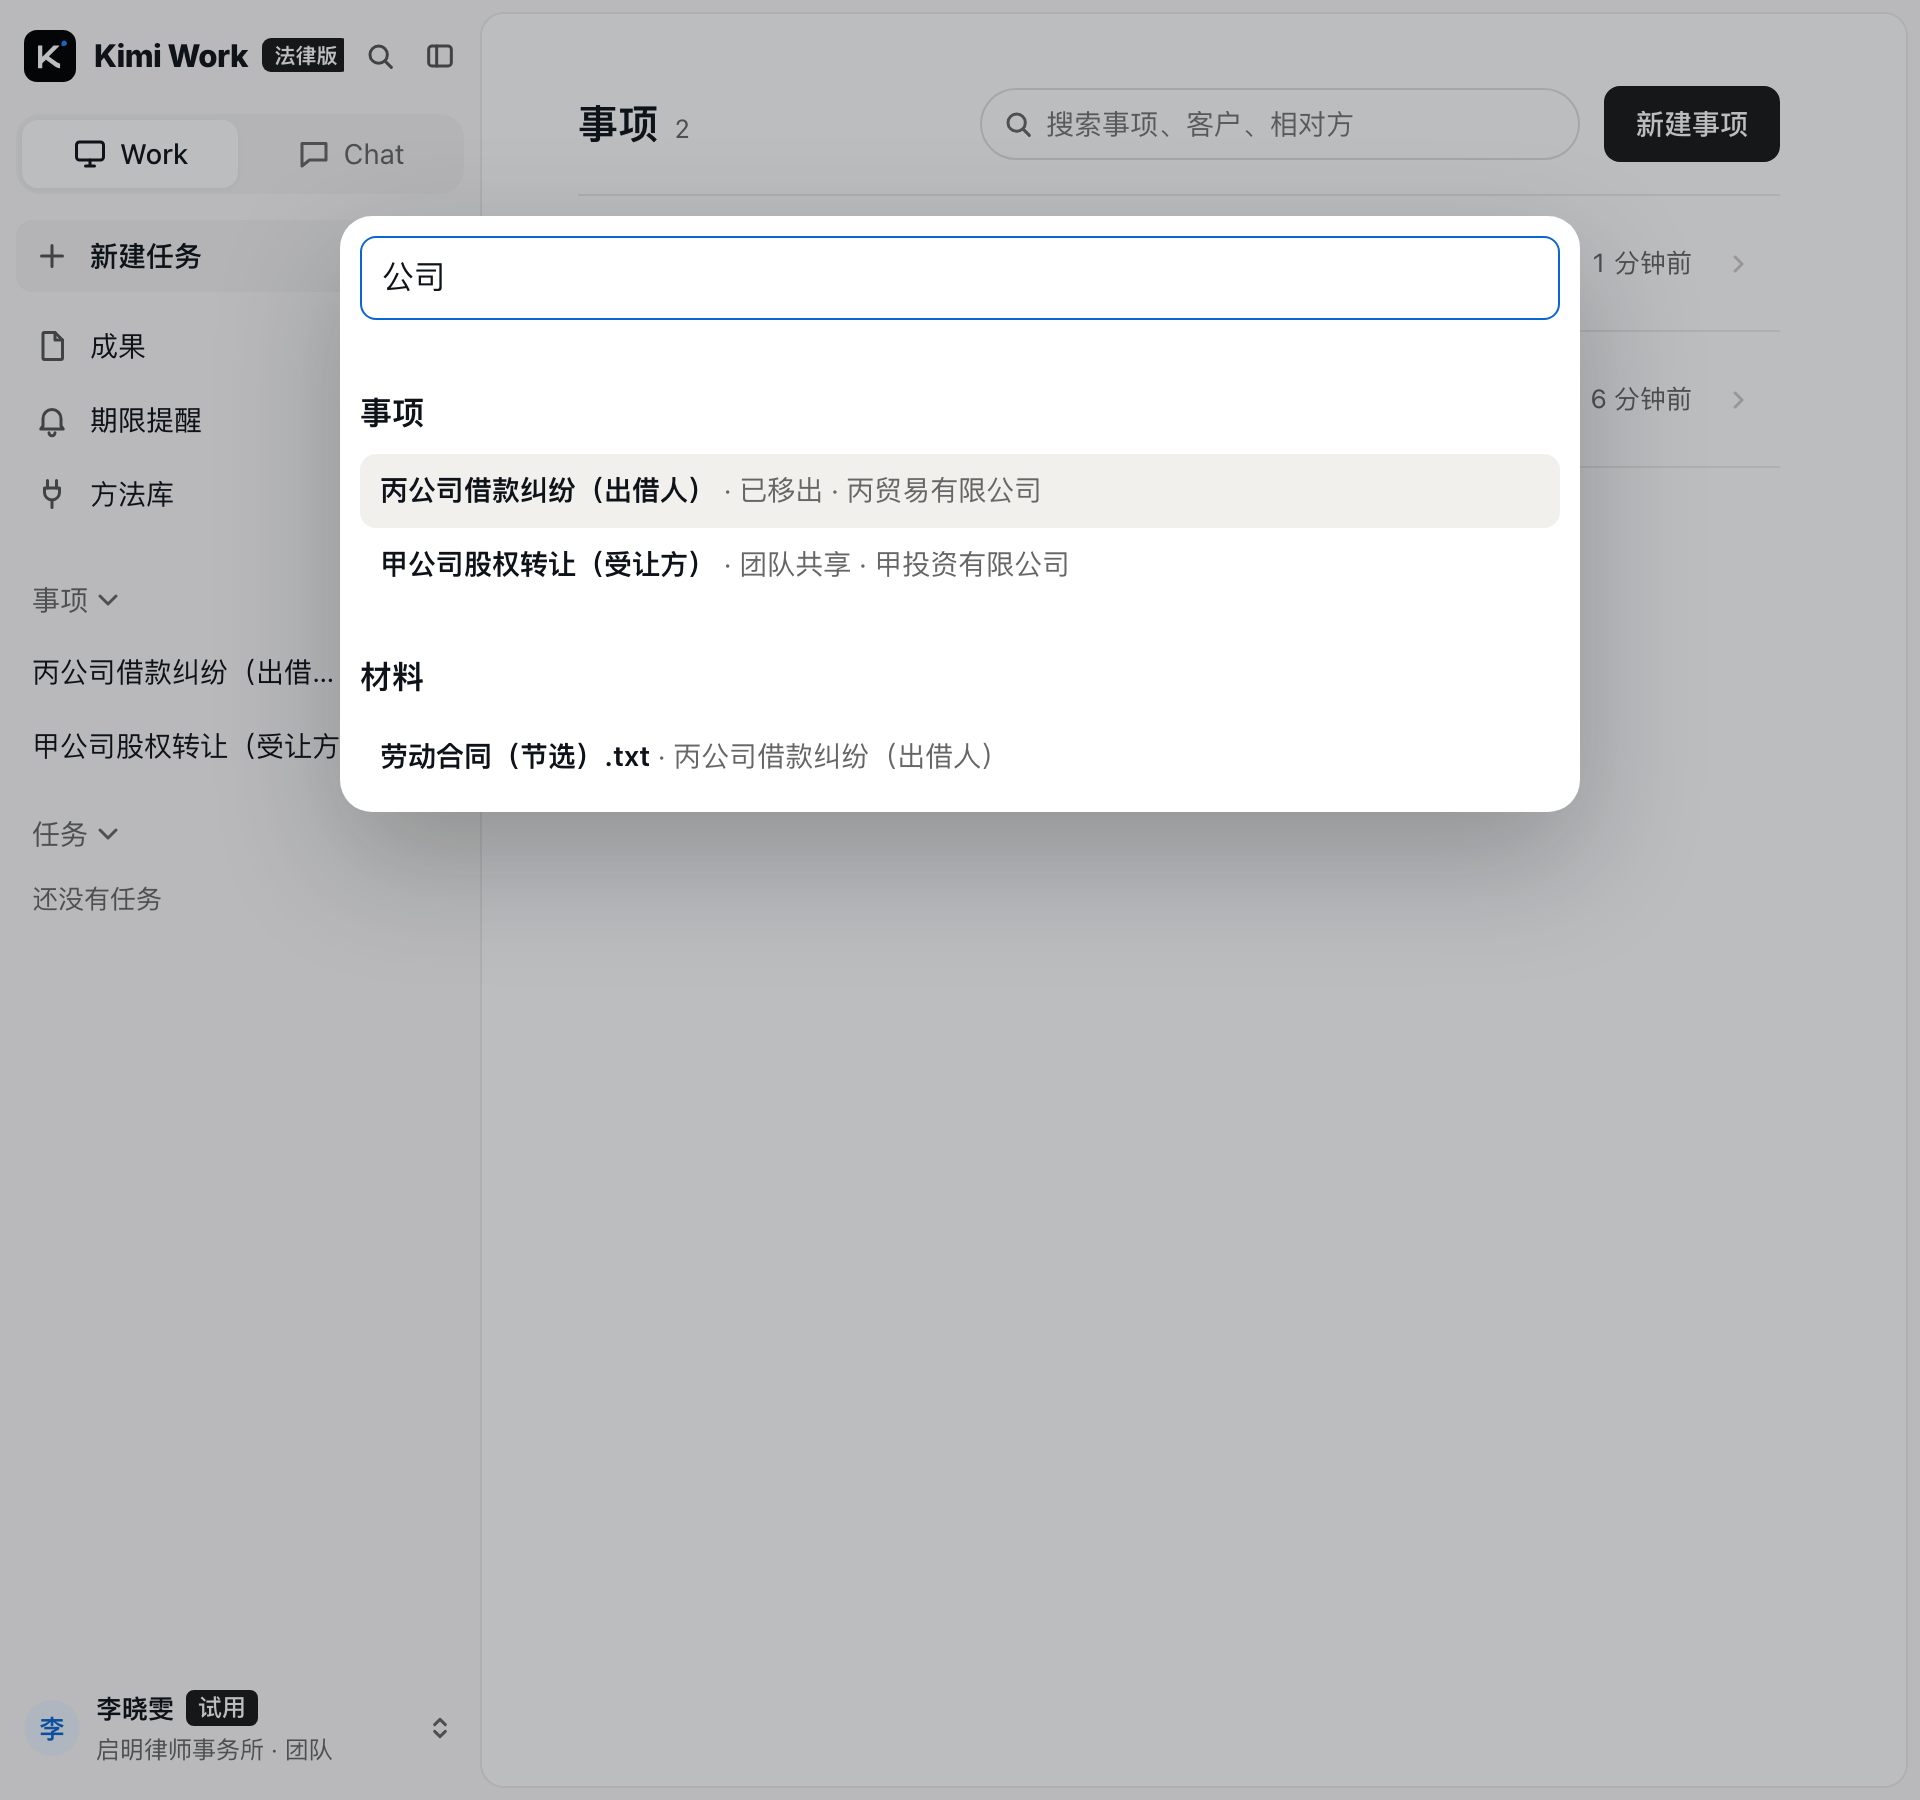 Kimi Work 法律版
Work
Chat
新建任务
成果
期限提醒
方法库
事项
丙公司借款纠纷（出借...
甲公司股权转让（受让方
任务
还没有任务
李
李晓雯 试用
启明律师事务所 · 团队
事项 2
搜索事项、客户、相对方
新建事项
1 分钟前
6 分钟前
公司
事项
丙公司借款纠纷（出借人） · 已移出 · 丙贸易有限公司
甲公司股权转让（受让方） · 团队共享 · 甲投资有限公司
材料
劳动合同（节选）.txt · 丙公司借款纠纷（出借人）